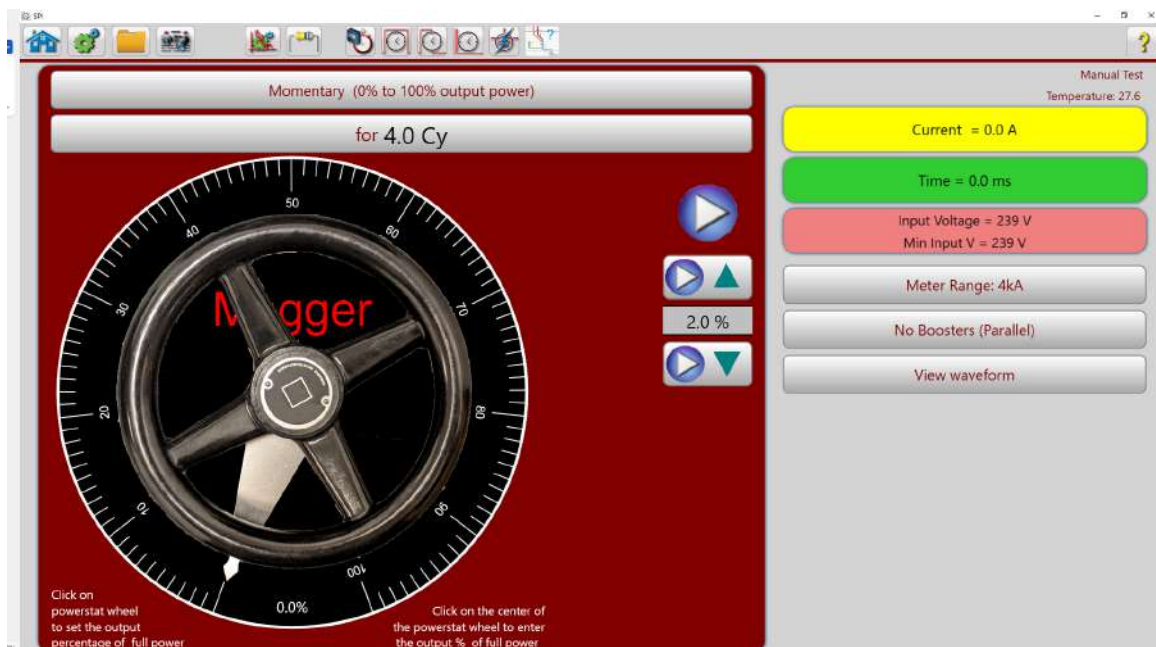 SPI
Momentary (0% to 100% output power)
for 4.0 Cy
50
40
60
30
70
20
80
10
90
100
0.0%
Megger
2.0 %
Click on
powerstat wheel
to set the output
percentage of full power
Click on the center of
the powerstat wheel to enter
the output % of full power
?
Manual Test
Temperature: 27.6
Current = 0.0 A
Time = 0.0 ms
Input Voltage = 239 V
Min Input V = 239 V
Meter Range: 4kA
No Boosters (Parallel)
View waveform